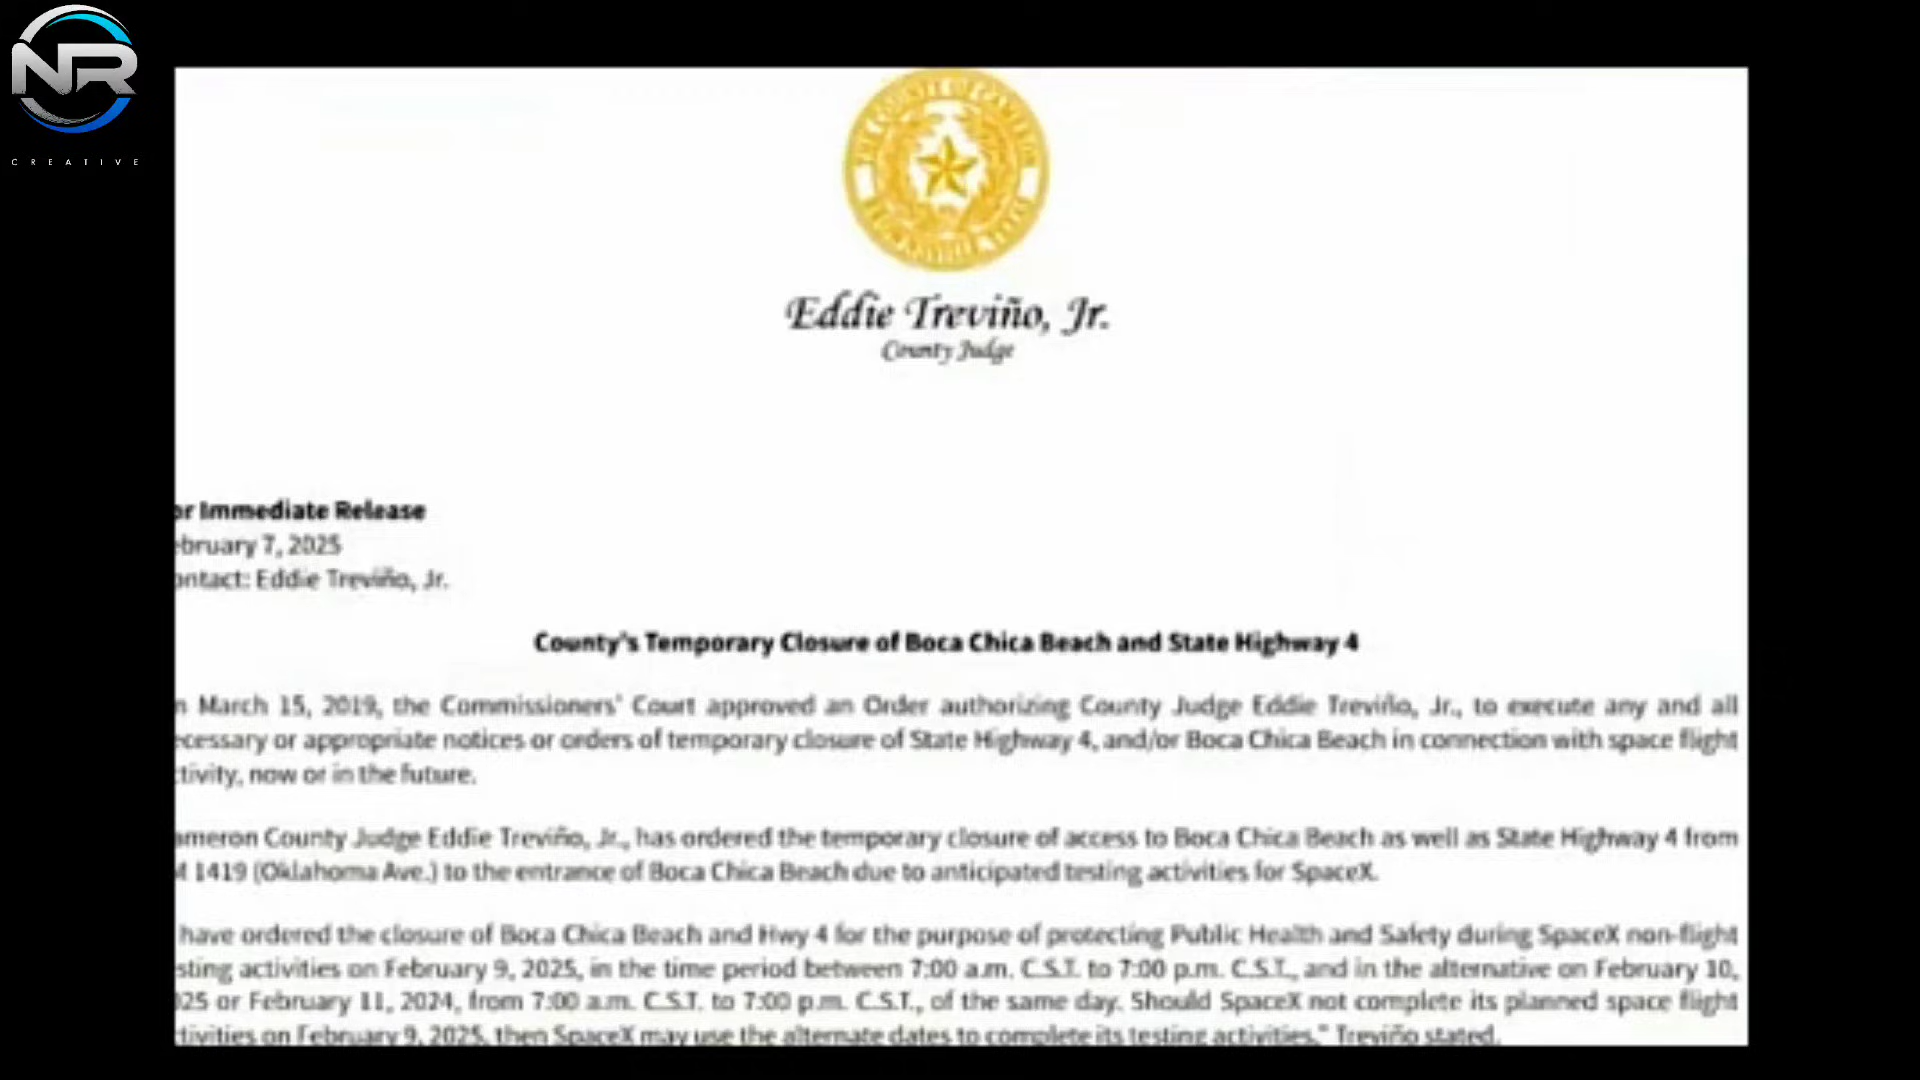 NR
CREATIVE
Eddie Treviño, Jr.
County Judge
or Immediate Release
ebruary 7, 2025
ontact: Eddie Treviño, Jr.
County's Temporary Closure of Boca Chica Beach and State Highway 4
n March 15, 2019, the Commissioners' Court approved an Order authorizing County Judge Eddie Treviño, Jr., to execute any and all
ecessary or appropriate notices or orders of temporary closure of State Highway 4, and/or Boca Chica Beach in connection with space flight
ctivity, now or in the future.
ameron County Judge Eddie Treviño, Jr., has ordered the temporary closure of access to Boca Chica Beach as well as State Highway 4 from
M 1419 (Oklahoma Ave.) to the entrance of Boca Chica Beach due to anticipated testing activities for SpaceX.
have ordered the closure of Boca Chica Beach and Hwy 4 for the purpose of protecting Public Health and Safety during SpaceX non-flight
sting activities on February 9, 2025, in the time period between 7:00 a.m. C.S.T. to 7:00 p.m. C.S.T., and in the alternative on February 10,
025 or February 11, 2024, from 7:00 a.m. C.S.T. to 7:00 p.m. C.S.T., of the same day. Should SpaceX not complete its planned space flight
ctivities on February 9, 2025, then SpaceX may use the alternate dates to complete its testing activities," Treviño stated.